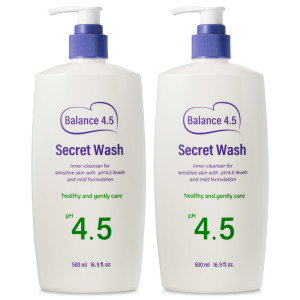 Balance 4.5
Secret Wash
Inner cleanser for
sensitive skin with pH4.5 levels
and mild formulation
healthy and gently care
pH
4.5
500 ml 16.9 fl. oz.
Balance 4.5
Secret Wash
Inner cleanser for
sensitive skin with pH4.5 levels
and mild formulation
healthy and gently care
pH
4.5
500 ml 16.9 fl. oz.